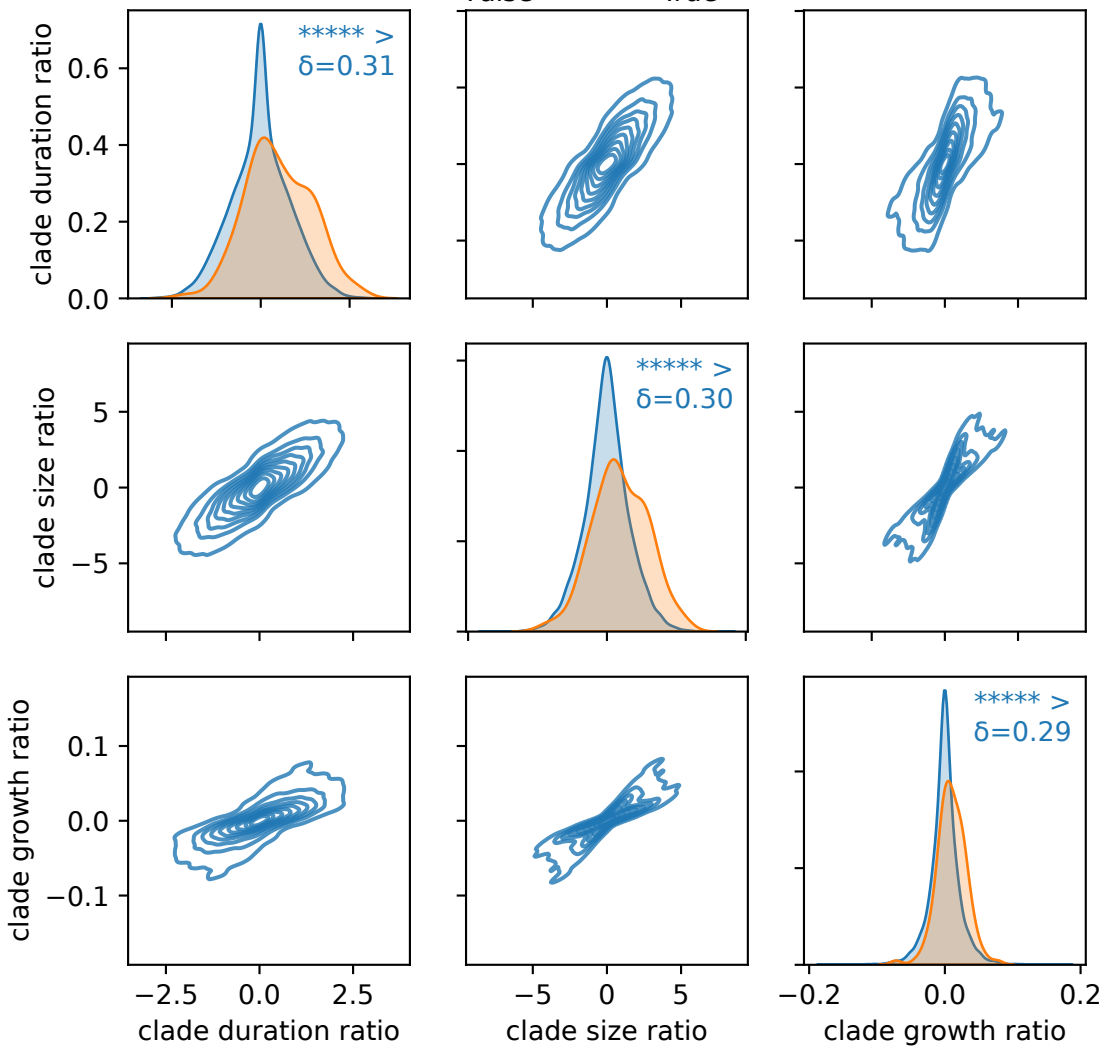 clade duration ratio
0.6
0.4
0.2
0.0
***** >
δ=0.31
clade size ratio
5
0
−5
***** >
δ=0.30
clade growth ratio
0.1
0.0
−0.1
***** >
δ=0.29
−2.5 0.0 2.5
−5 0 5
−0.2 0.0 0.2
clade duration ratio
clade size ratio
clade growth ratio